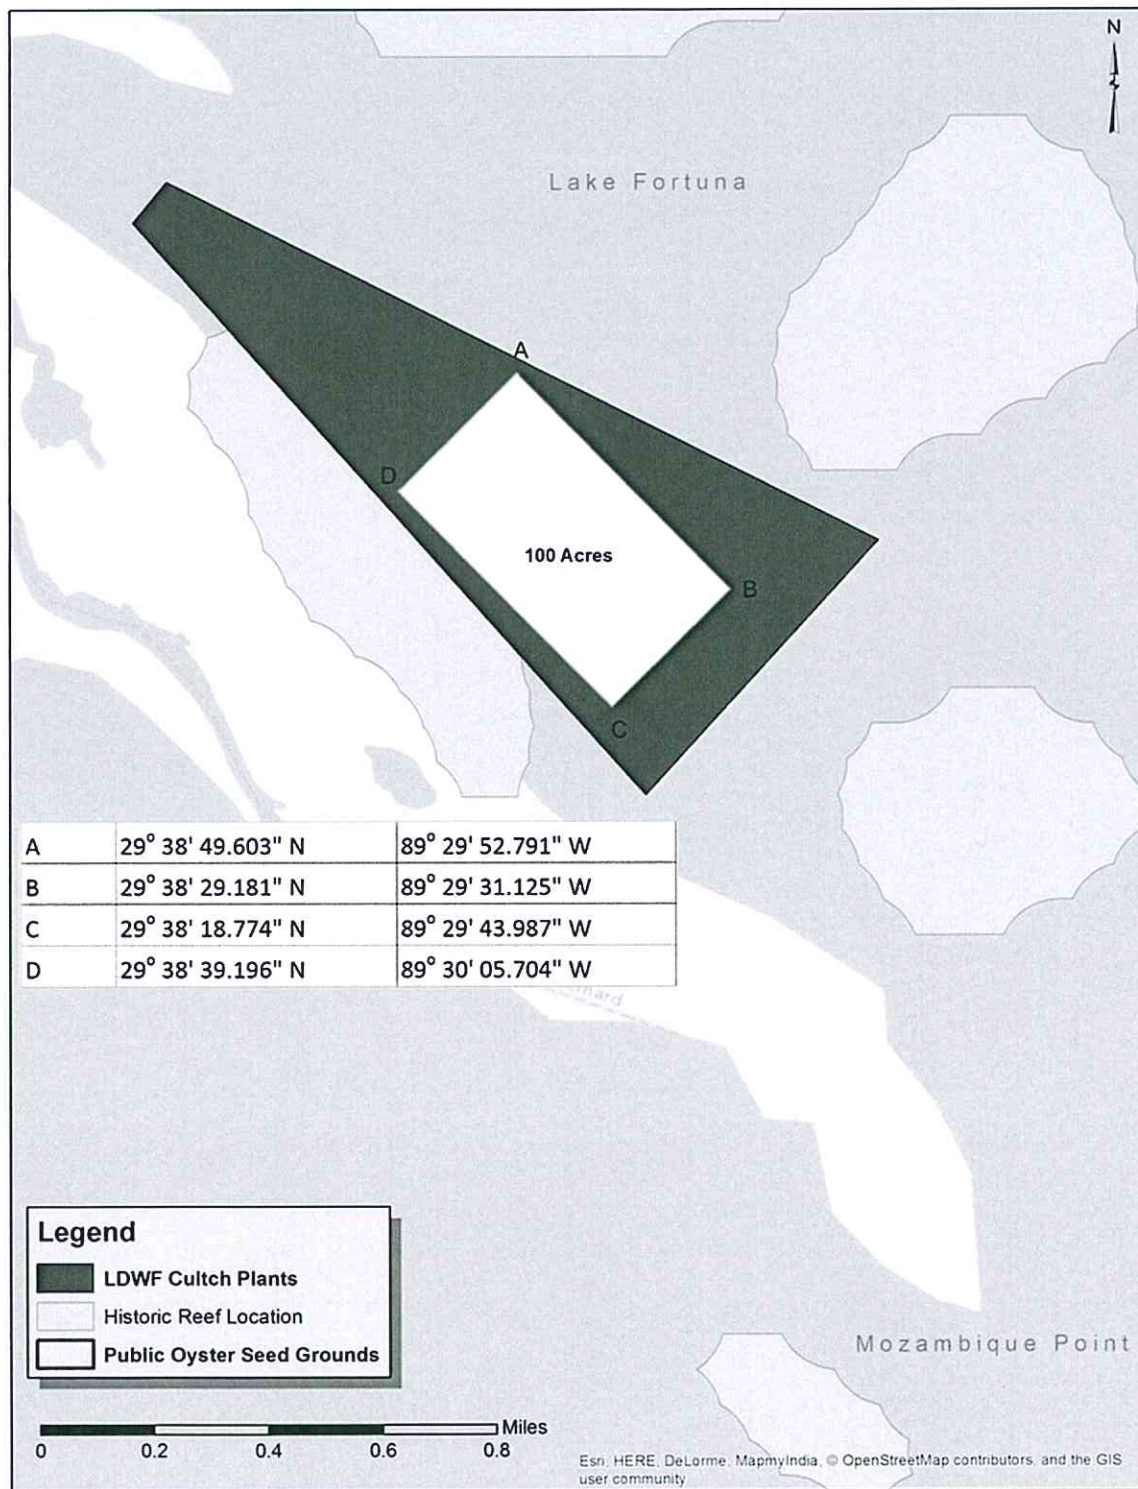 N
Lake Fortuna
A
D
100 Acres
B
C
A 29° 38' 49.603" N 89° 29' 52.791" W
B 29° 38' 29.181" N 89° 29' 31.125" W
C 29° 38' 18.774" N 89° 29' 43.987" W
D 29° 38' 39.196" N 89° 30' 05.704" W
Legend
LDWF Cultch Plants
Historic Reef Location
Public Oyster Seed Grounds
Mozambique Point
Miles
0 0.2 0.4 0.6 0.8
Esri, HERE, DeLorme, MapmyIndia, © OpenStreetMap contributors, and the GIS
user community